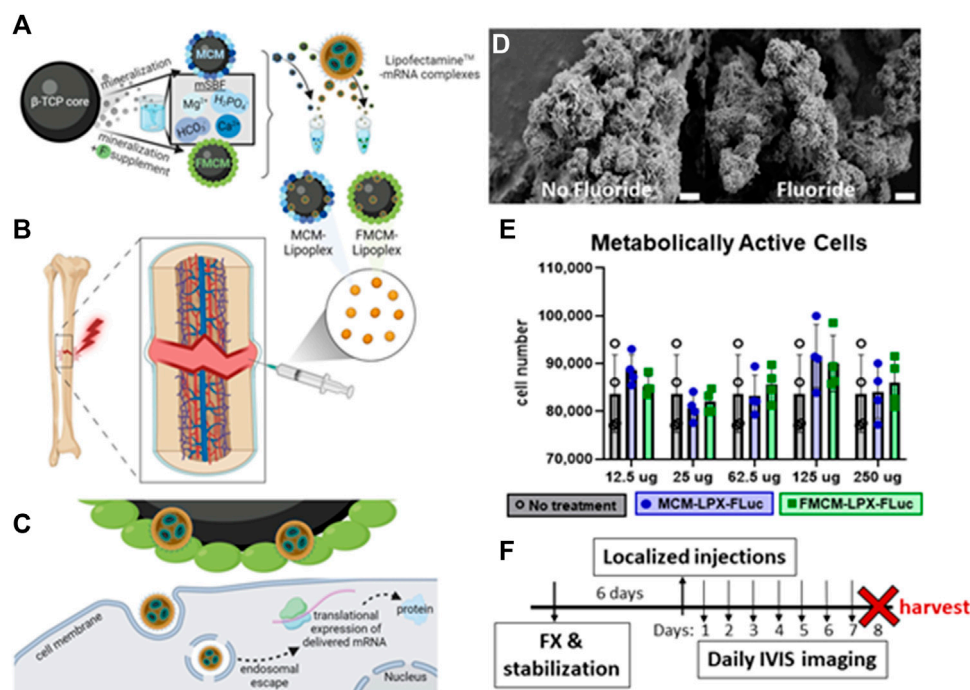 A
β-TCP core
mineralization
mineralization
+ F⁻ supplement
MCM
mSBF
Mg²⁺
H₂PO₄⁻
HCO₃⁻
Ca²⁺
FMCM
Lipofectamine™
-mRNA complexes
MCM-
Lipoplex
FMCM-
Lipoplex
B
C
cell membrane
endosomal
escape
translational
expression of
delivered mRNA
protein
Nucleus
D
No Fluoride
Fluoride
E
Metabolically Active Cells
cell number
110,000
100,000
90,000
80,000
70,000
12.5 ug
25 ug
62.5 ug
125 ug
250 ug
No treatment
MCM-LPX-FLuc
FMCM-LPX-FLuc
F
Localized injections
6 days
harvest
Days: 1 2 3 4 5 6 7 8
FX &
stabilization
Daily IVIS imaging